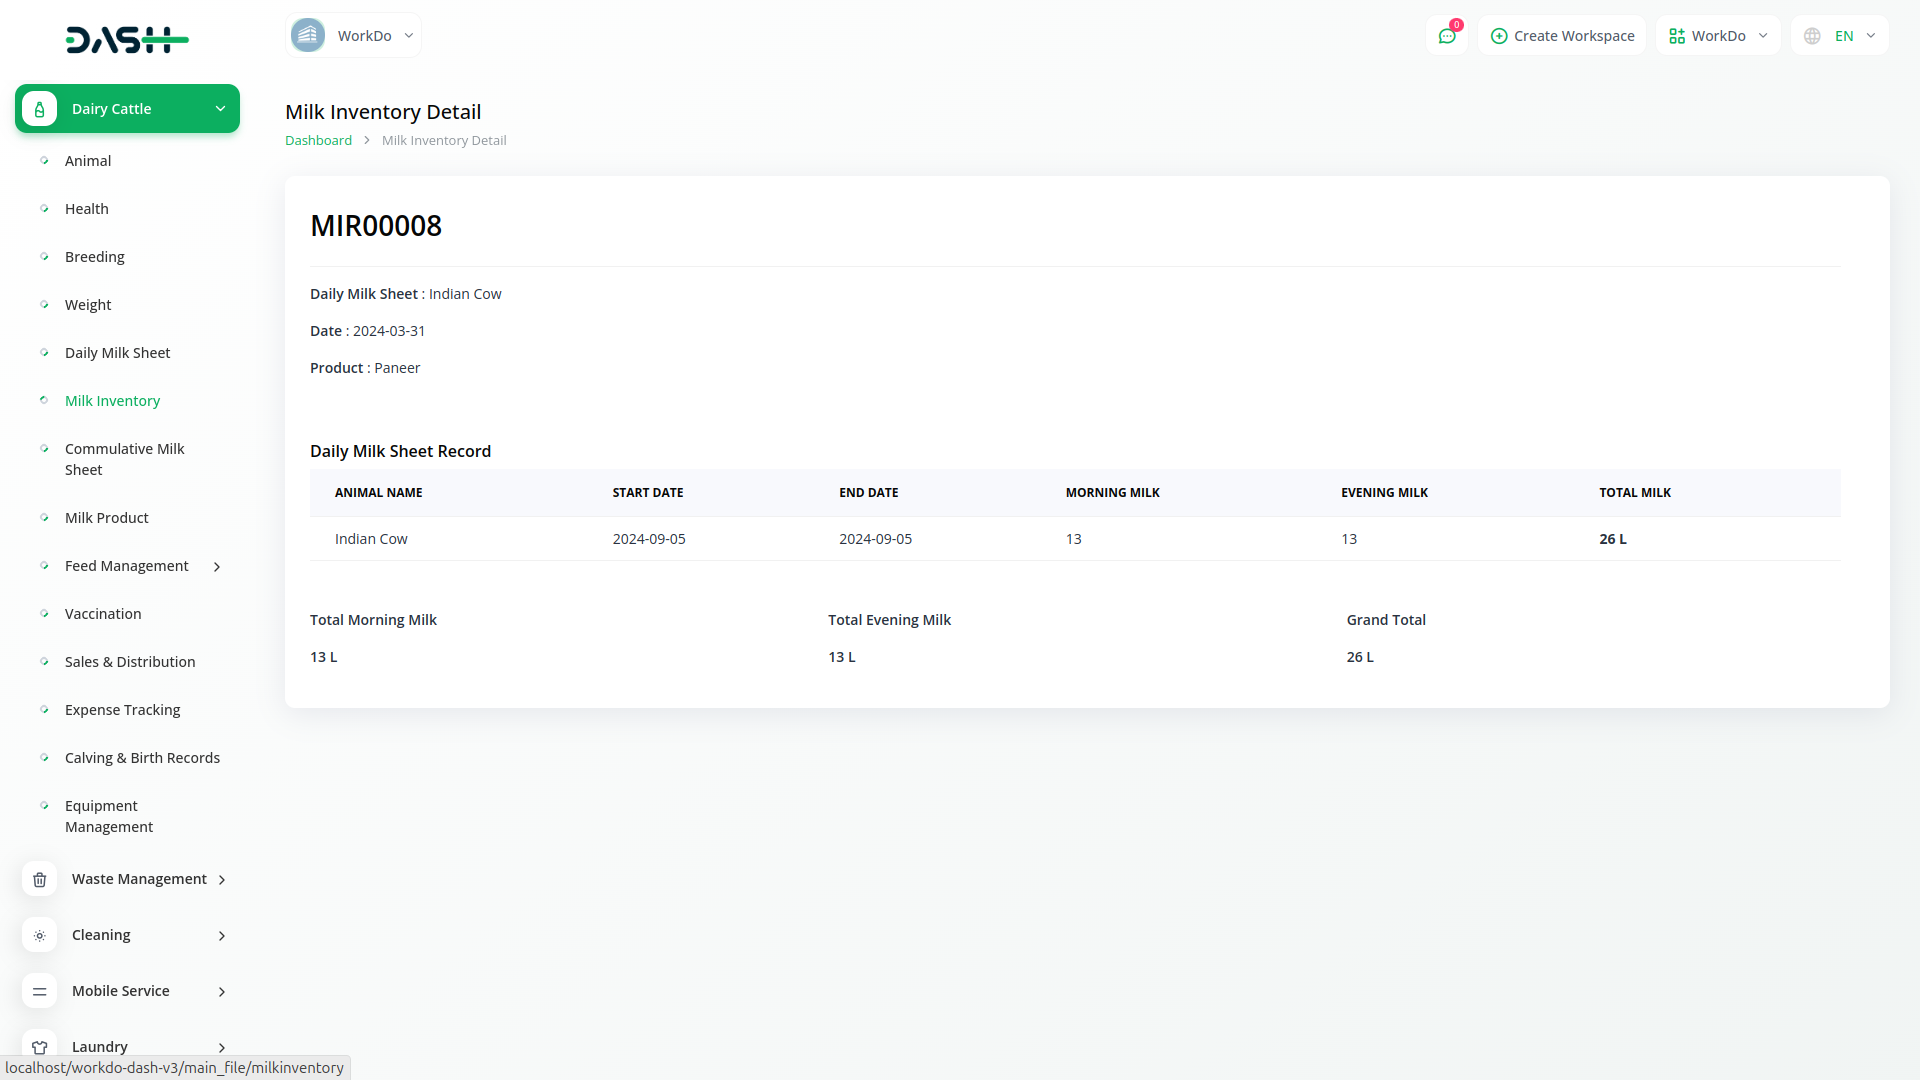 DASH
WorkDo
0
Create Workspace
WorkDo
EN
Dairy Cattle
Animal
Health
Breeding
Weight
Daily Milk Sheet
Milk Inventory
Commulative Milk
Sheet
Milk Product
Feed Management
Vaccination
Sales & Distribution
Expense Tracking
Calving & Birth Records
Equipment
Management
Waste Management
Cleaning
Mobile Service
Laundry
Milk Inventory Detail
Dashboard > Milk Inventory Detail
MIR00008
Daily Milk Sheet : Indian Cow
Date : 2024-03-31
Product : Paneer
Daily Milk Sheet Record
ANIMAL NAME START DATE END DATE MORNING MILK EVENING MILK TOTAL MILK
Indian Cow 2024-09-05 2024-09-05 13 13 26 L
Total Morning Milk Total Evening Milk Grand Total
13 L 13 L 26 L
localhost/workdo-dash-v3/main_file/milkinventory